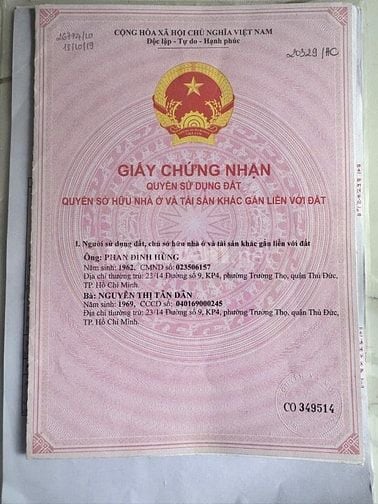 CỘNG HÒA XÃ HỘI CHỦ NGHĨA VIỆT NAM
Độc lập - Tự do - Hạnh phúc
GIẤY CHỨNG NHẬN
QUYỀN SỬ DỤNG ĐẤT
QUYỀN SỞ HỮU NHÀ Ở VÀ TÀI SẢN KHÁC GẮN LIỀN VỚI ĐẤT
I. Người sử dụng đất, chủ sở hữu nhà ở và tài sản khác gắn liền với đất
Ông: PHAN ĐÌNH HÙNG
Năm sinh: 1962, CMND số: 023506157
Địa chỉ thường trú: 23/14 Đường số 9, KP4, phường Trường Thọ, quận Thủ Đức,
TP. Hồ Chí Minh.
Bà: NGUYỄN THỊ TÂN DÂN
Năm sinh: 1969, CCCD số: 040169000245
Địa chỉ thường trú: 23/14 Đường số 9, KP4, phường Trường Thọ, quận Thủ Đức,
TP. Hồ Chí Minh.
CO 349514